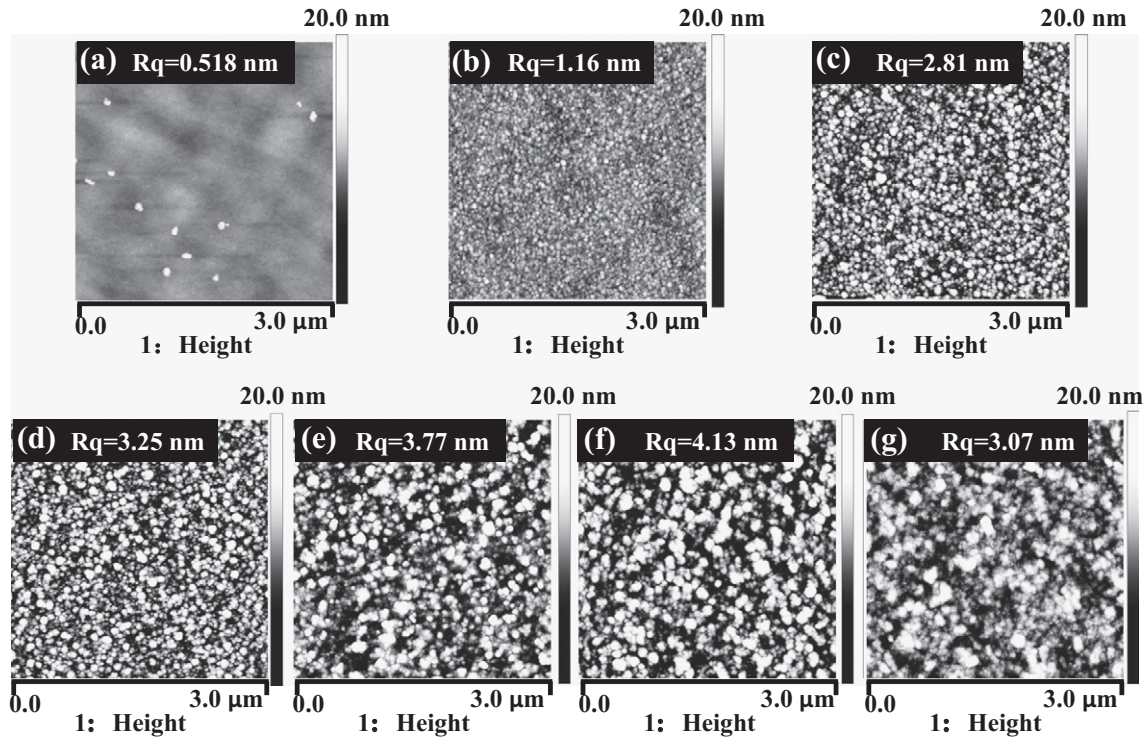 20.0 nm 20.0 nm 20.0 nm
(a) Rq=0.518 nm (b) Rq=1.16 nm (c) Rq=2.81 nm
0.0 3.0 μm 0.0 3.0 μm 0.0 3.0 μm
1: Height 1: Height 1: Height
20.0 nm 20.0 nm 20.0 nm 20.0 nm
(d) Rq=3.25 nm (e) Rq=3.77 nm (f) Rq=4.13 nm (g) Rq=3.07 nm
0.0 3.0 μm 0.0 3.0 μm 0.0 3.0 μm 0.0 3.0 μm
1: Height 1: Height 1: Height 1: Height